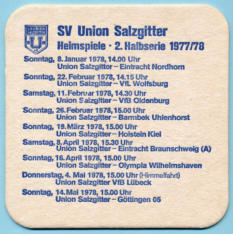 SV Union Salzgitter
Heimspiele · 2. Halbserie 1977/78
Sonntag, 8. Januar 1978, 14.00 Uhr
Union Salzgitter – Eintracht Nordhorn
Sonntag, 22. Februar 1978, 14.15 Uhr
Union Salzgitter – VfL Wolfsburg
Samstag, 11. Februar 1978, 14.30 Uhr
Union Salzgitter – VfB Oldenburg
Sonntag, 26. Februar 1978, 15.00 Uhr
Union Salzgitter – Barmbek Uhlenhorst
Sonntag, 19. März 1978, 15.00 Uhr
Union Salzgitter – Holstein Kiel
Samstag, 8. April 1978, 15.30 Uhr
Union Salzgitter – Eintracht Braunschweig (A)
Sonntag, 16. April 1978, 15.00 Uhr
Union Salzgitter – Olympia Wilhelmshaven
Donnerstag, 4. Mai 1978, 15.00 Uhr (Himmelfahrt)
Union Salzgitter VfB Lübeck
Sonntag, 14. Mai 1978, 15.00 Uhr
Union Salzgitter – Göttingen 05